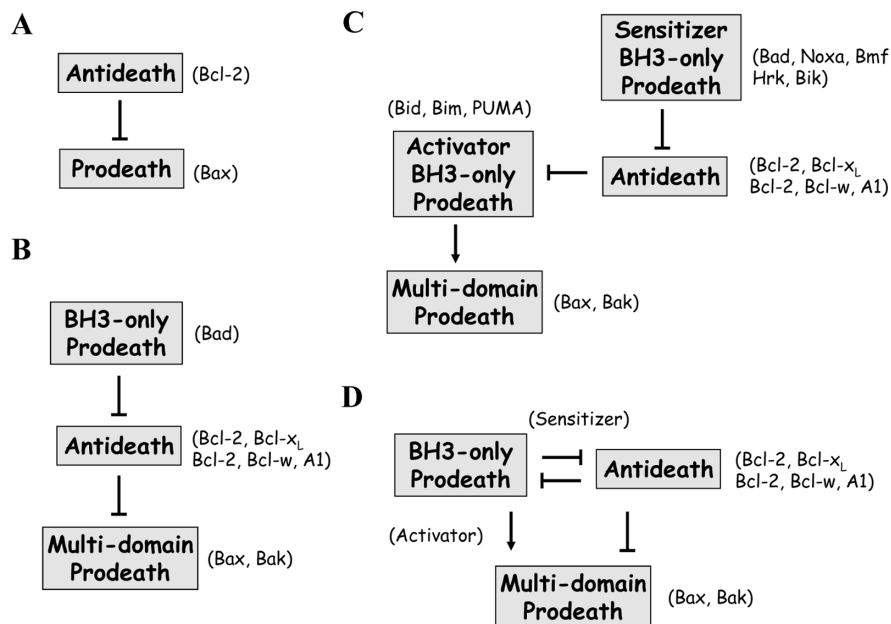 A
Antideath (Bcl-2)
Prodeath (Bax)
B
BH3-only
Prodeath
(Bad)
Antideath
(Bcl-2, Bcl-xL
Bcl-2, Bcl-w, A1)
Multi-domain
Prodeath
(Bax, Bak)
C
Sensitizer
BH3-only
Prodeath
(Bad, Noxa, Bmf
Hrk, Bik)
(Bid, Bim, PUMA)
Activator
BH3-only
Prodeath
Antideath
(Bcl-2, Bcl-xL
Bcl-2, Bcl-w, A1)
Multi-domain
Prodeath
(Bax, Bak)
D
(Sensitizer)
BH3-only
Prodeath
Antideath
(Bcl-2, Bcl-xL
Bcl-2, Bcl-w, A1)
(Activator)
Multi-domain
Prodeath
(Bax, Bak)